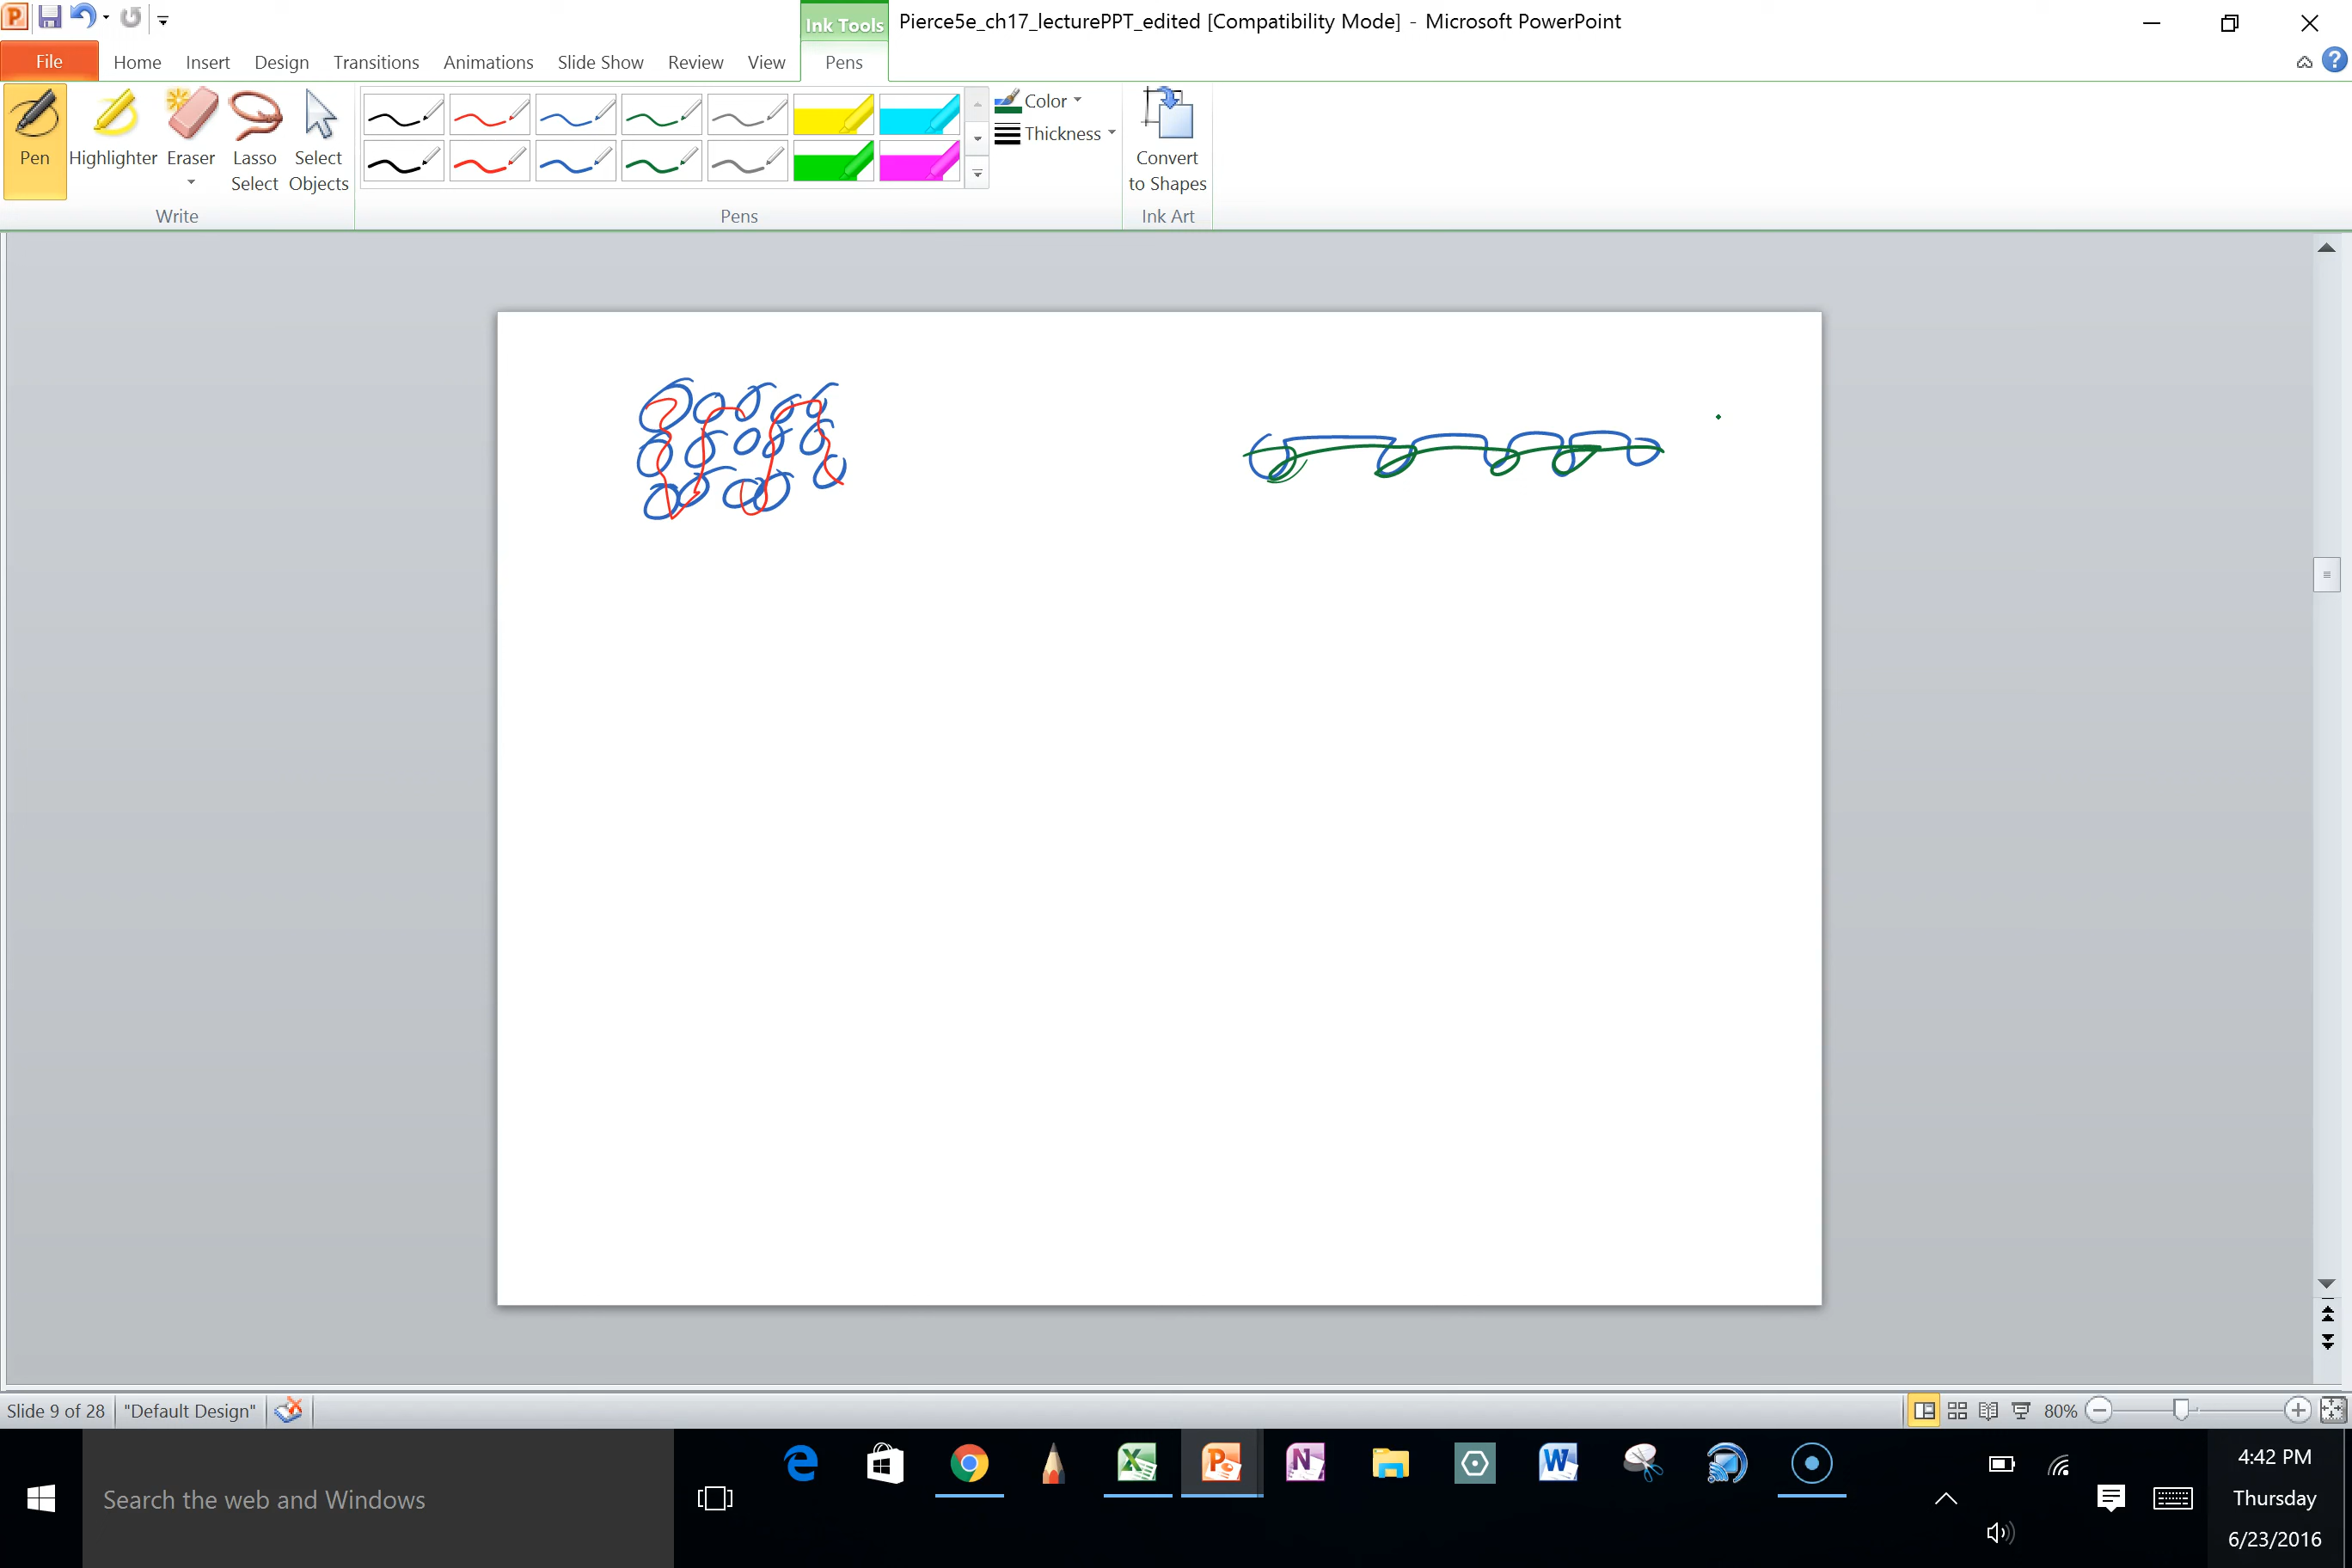 Ink Tools Pierce5e_ch17_lecturePPT_edited [Compatibility Mode] - Microsoft PowerPoint
File Home Insert Design Transitions Animations Slide Show Review View Pens
Color
Thickness
Pen Highlighter Eraser Lasso Select Select Objects Convert to Shapes
Write Pens Ink Art
Slide 9 of 28 "Default Design" 80%
Search the web and Windows
4:42 PM
Thursday
6/23/2016